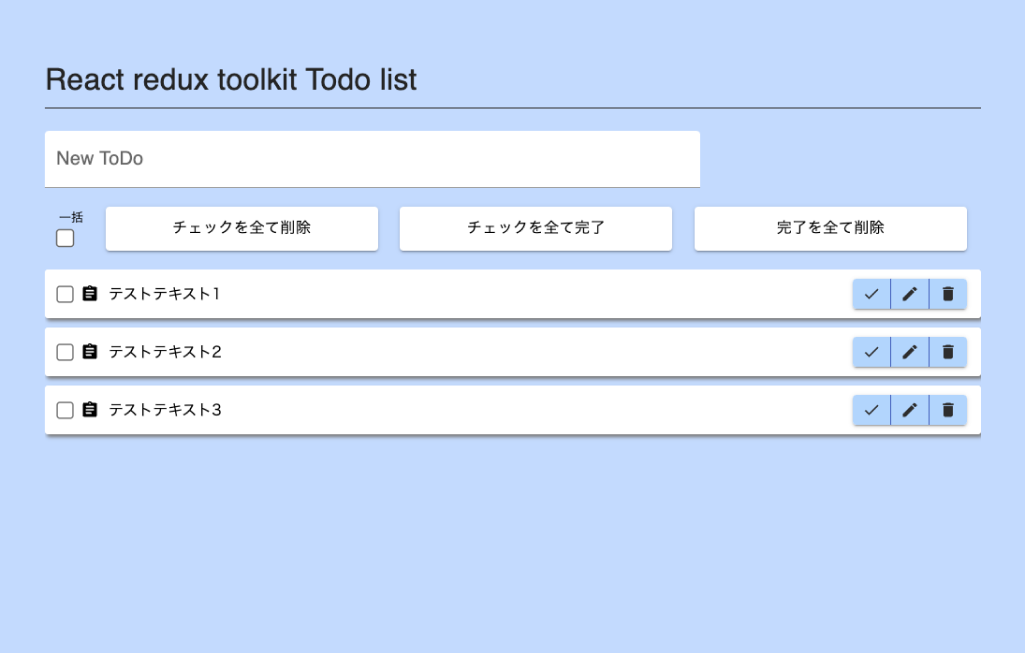 React redux toolkit Todo list
New ToDo
一括
チェックを全て削除
チェックを全て完了
完了を全て削除
テストテキスト1
テストテキスト2
テストテキスト3